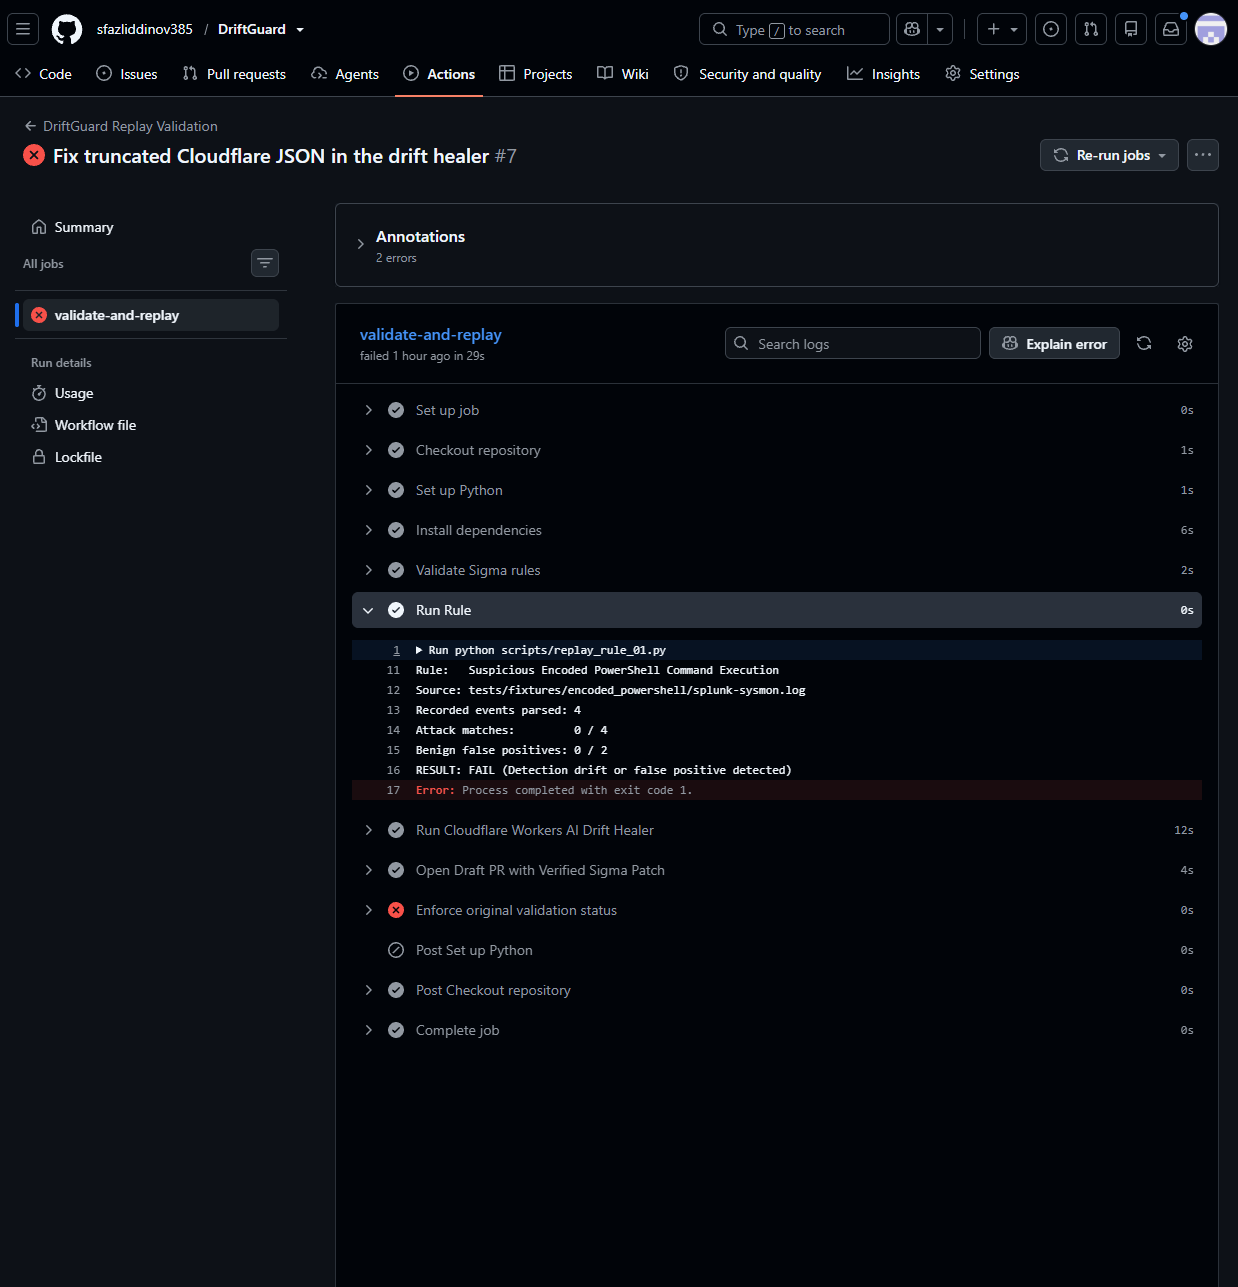 sfazliddinov385 / DriftGuard
Type / to search
Code
Issues
Pull requests
Agents
Actions
Projects
Wiki
Security and quality
Insights
Settings
DriftGuard Replay Validation
Fix truncated Cloudflare JSON in the drift healer #7
Re-run jobs
Summary
All jobs
validate-and-replay
Run details
Usage
Workflow file
Lockfile
Annotations
2 errors
validate-and-replay
failed 1 hour ago in 29s
Search logs
Explain error
Set up job 0s
Checkout repository 1s
Set up Python 1s
Install dependencies 6s
Validate Sigma rules 2s
Run Rule 0s
1 Run python scripts/replay_rule_01.py
11 Rule: Suspicious Encoded PowerShell Command Execution
12 Source: tests/fixtures/encoded_powershell/splunk-sysmon.log
13 Recorded events parsed: 4
14 Attack matches: 0 / 4
15 Benign false positives: 0 / 2
16 RESULT: FAIL (Detection drift or false positive detected)
17 Error: Process completed with exit code 1.
Run Cloudflare Workers AI Drift Healer 12s
Open Draft PR with Verified Sigma Patch 4s
Enforce original validation status 0s
Post Set up Python 0s
Post Checkout repository 0s
Complete job 0s